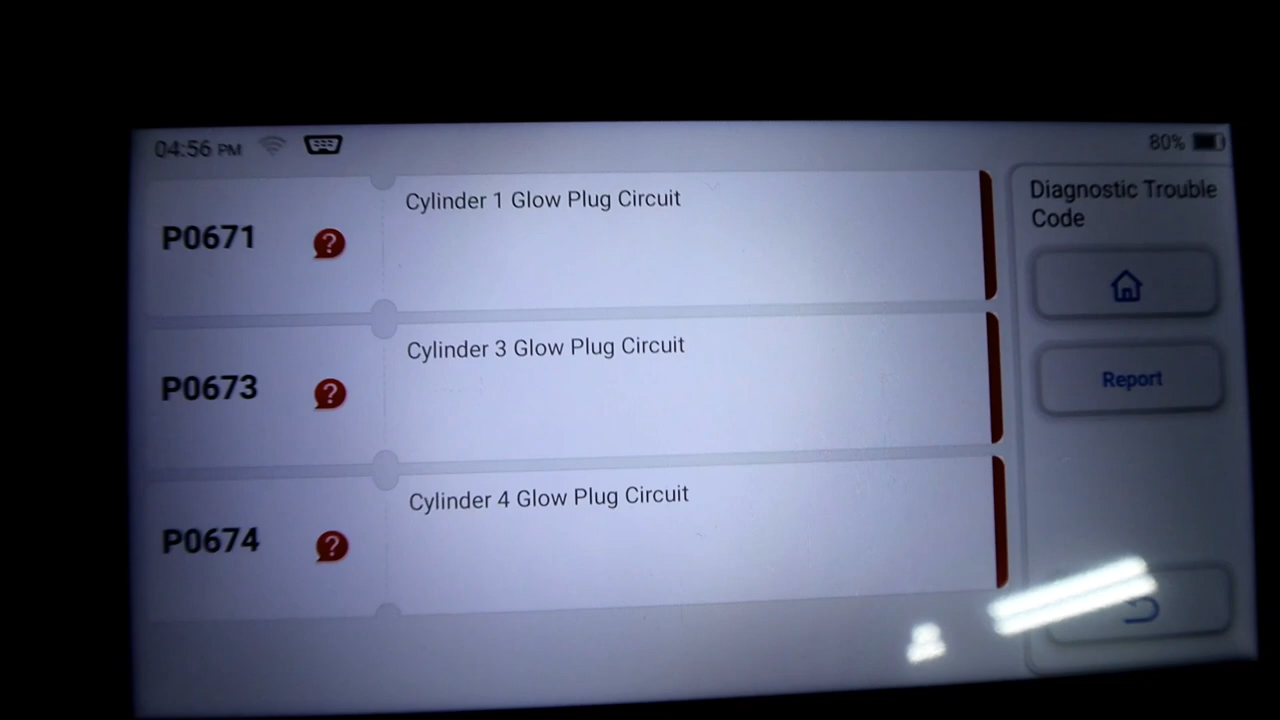 04:56 PM
80%
P0671
Cylinder 1 Glow Plug Circuit
P0673
Cylinder 3 Glow Plug Circuit
P0674
Cylinder 4 Glow Plug Circuit
Diagnostic Trouble
Code
Report